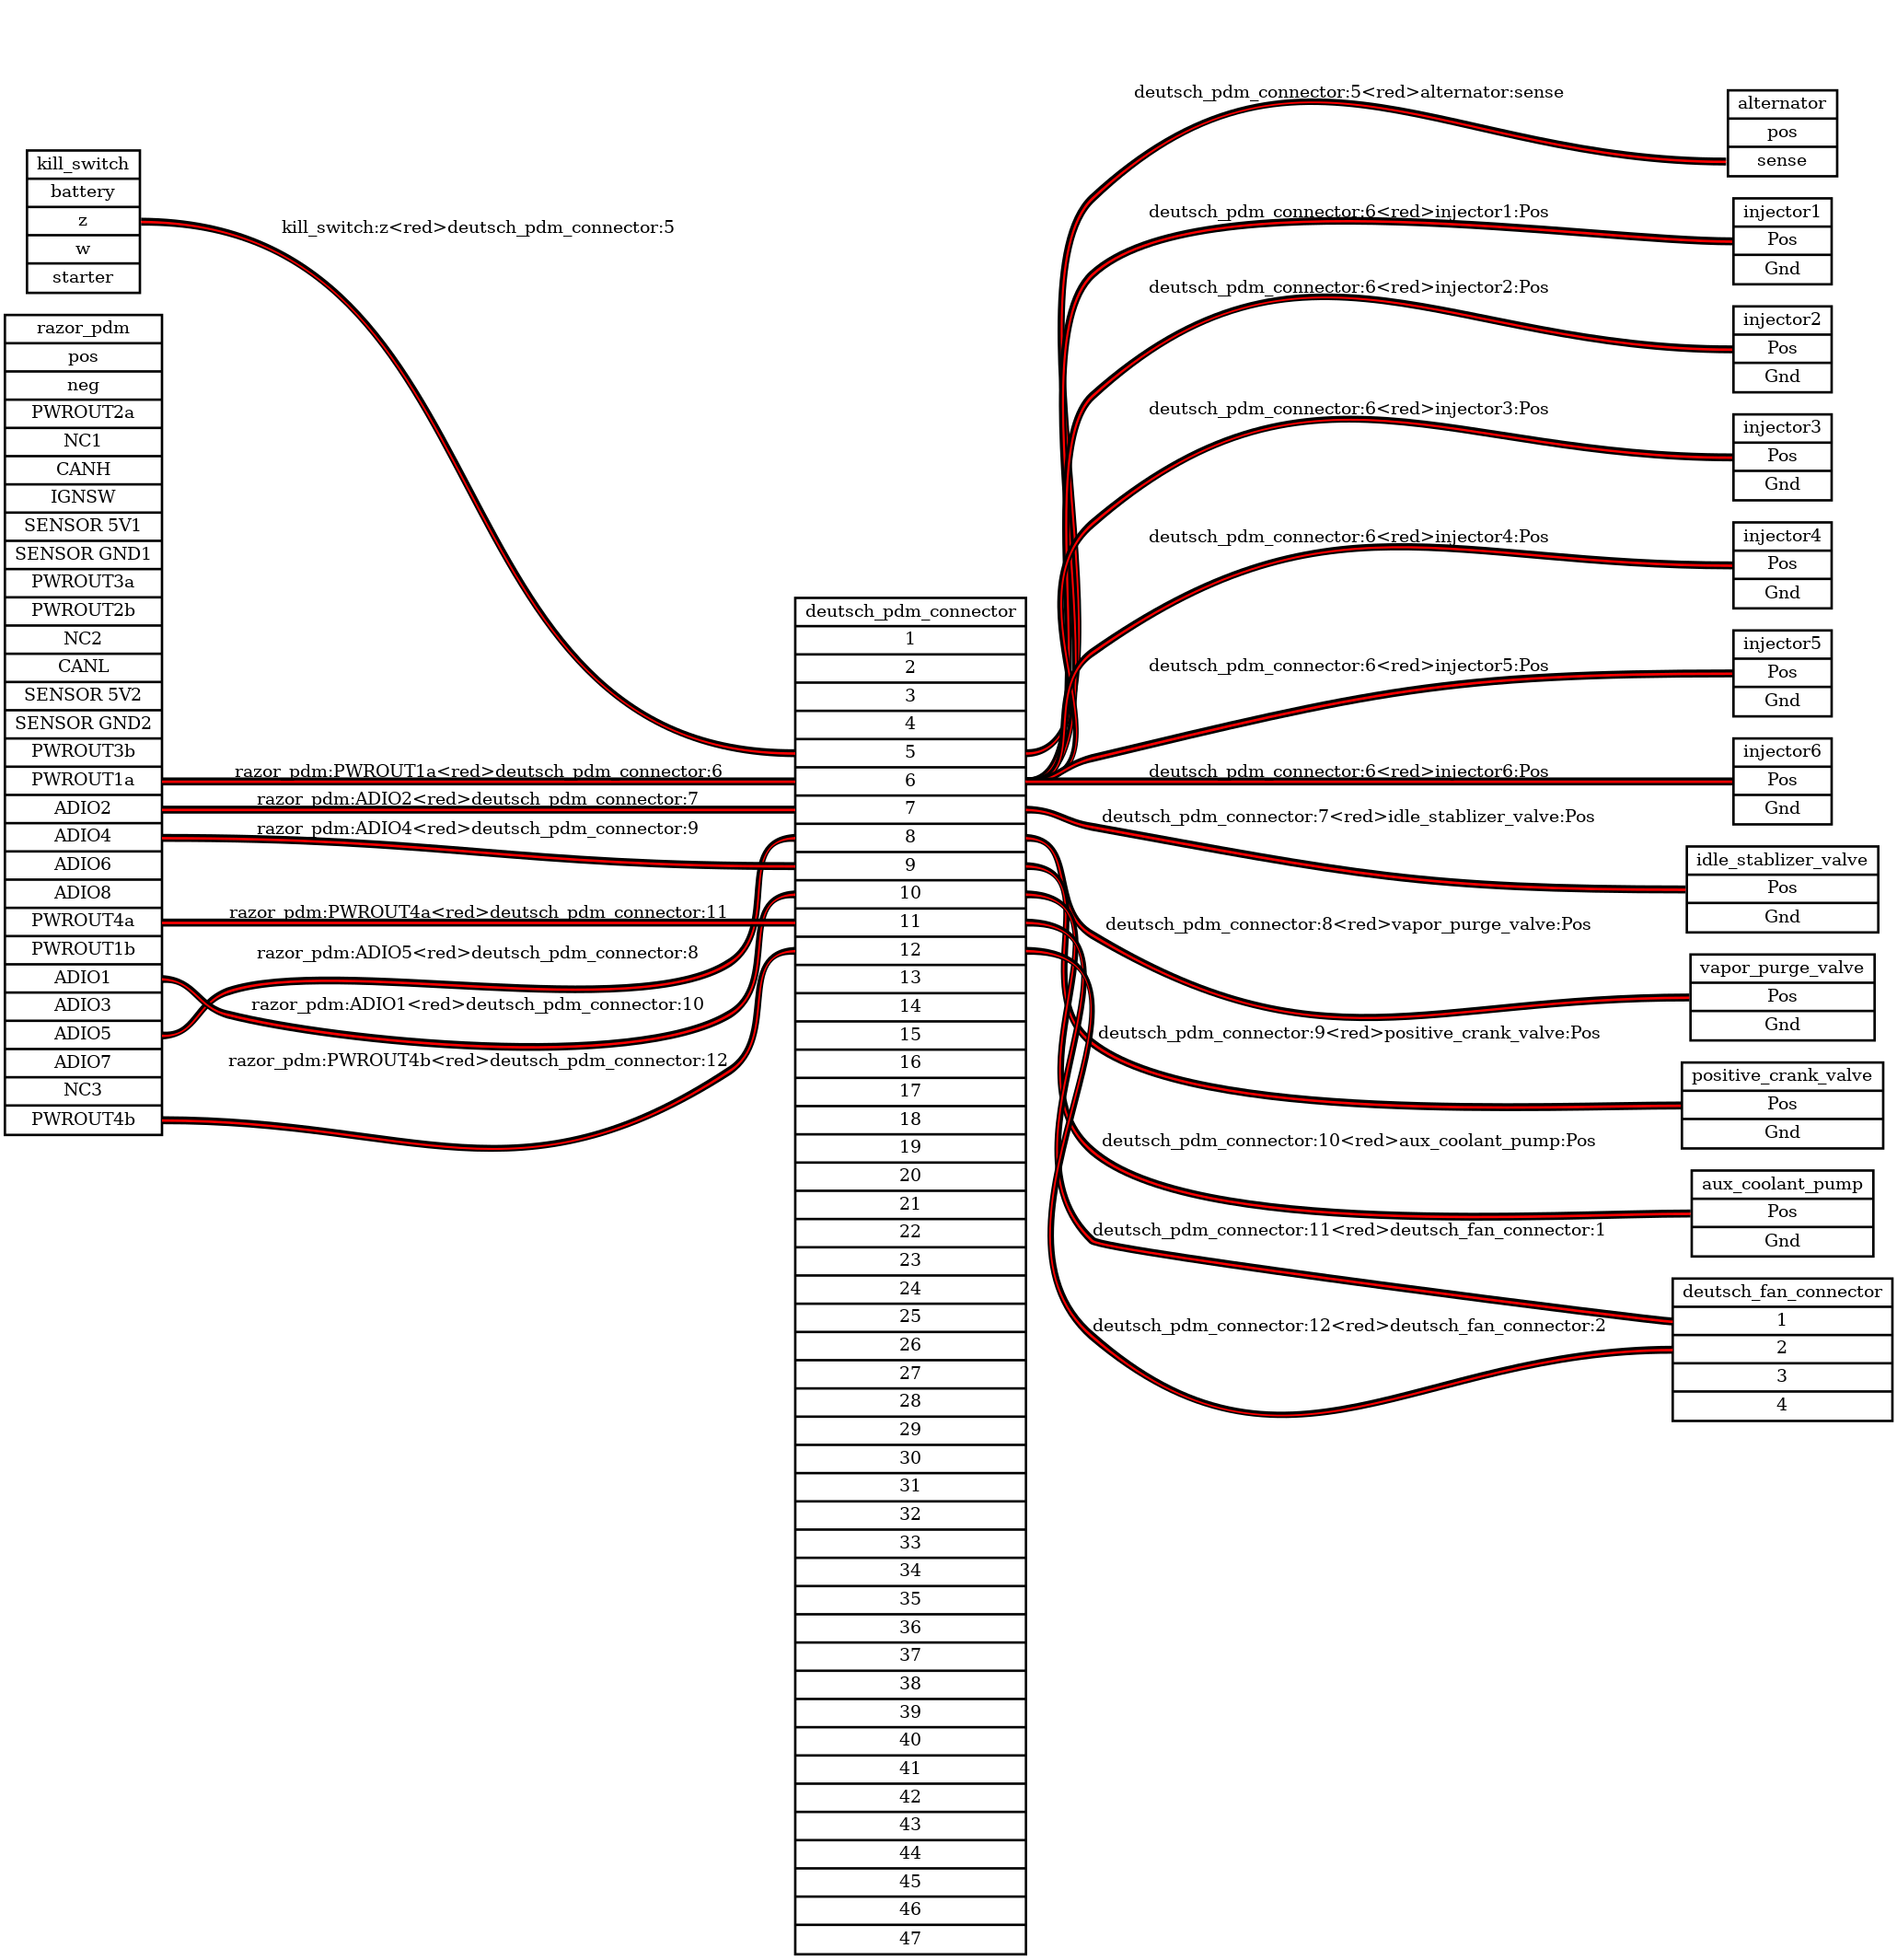 kill_switch
battery
z
w
starter
razor_pdm
pos
neg
PWROUT2a
NC1
CANH
IGNSW
SENSOR 5V1
SENSOR GND1
PWROUT3a
PWROUT2b
NC2
CANL
SENSOR 5V2
SENSOR GND2
PWROUT3b
PWROUT1a
ADIO2
ADIO4
ADIO6
ADIO8
PWROUT4a
PWROUT1b
ADIO1
ADIO3
ADIO5
ADIO7
NC3
PWROUT4b
kill_switch:z<red>deutsch_pdm_connector:5
razor_pdm:PWROUT1a<red>deutsch_pdm_connector:6
razor_pdm:ADIO2<red>deutsch_pdm_connector:7
razor_pdm:ADIO4<red>deutsch_pdm_connector:9
razor_pdm:PWROUT4a<red>deutsch_pdm_connector:11
razor_pdm:ADIO5<red>deutsch_pdm_connector:8
razor_pdm:ADIO1<red>deutsch_pdm_connector:10
razor_pdm:PWROUT4b<red>deutsch_pdm_connector:12
deutsch_pdm_connector
1
2
3
4
5
6
7
8
9
10
11
12
13
14
15
16
17
18
19
20
21
22
23
24
25
26
27
28
29
30
31
32
33
34
35
36
37
38
39
40
41
42
43
44
45
46
47
deutsch_pdm_connector:5<red>alternator:sense
deutsch_pdm_connector:6<red>injector1:Pos
deutsch_pdm_connector:6<red>injector2:Pos
deutsch_pdm_connector:6<red>injector3:Pos
deutsch_pdm_connector:6<red>injector4:Pos
deutsch_pdm_connector:6<red>injector5:Pos
deutsch_pdm_connector:6<red>injector6:Pos
deutsch_pdm_connector:7<red>idle_stablizer_valve:Pos
deutsch_pdm_connector:8<red>vapor_purge_valve:Pos
deutsch_pdm_connector:9<red>positive_crank_valve:Pos
deutsch_pdm_connector:10<red>aux_coolant_pump:Pos
deutsch_pdm_connector:11<red>deutsch_fan_connector:1
deutsch_pdm_connector:12<red>deutsch_fan_connector:2
alternator
pos
sense
injector1
Pos
Gnd
injector2
Pos
Gnd
injector3
Pos
Gnd
injector4
Pos
Gnd
injector5
Pos
Gnd
injector6
Pos
Gnd
idle_stablizer_valve
Pos
Gnd
vapor_purge_valve
Pos
Gnd
positive_crank_valve
Pos
Gnd
aux_coolant_pump
Pos
Gnd
deutsch_fan_connector
1
2
3
4